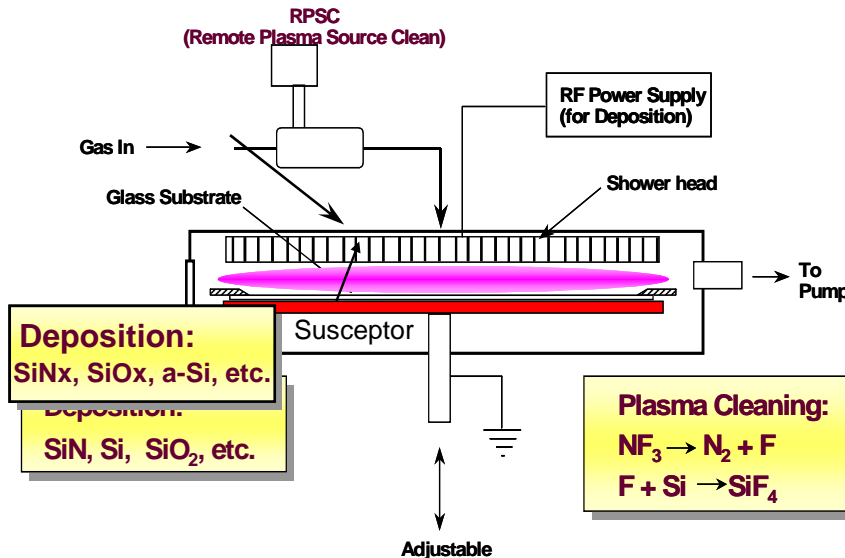 RPSC
(Remote Plasma Source Clean)
RF Power Supply
(for Deposition)
Gas In
Glass Substrate
Shower head
To
Pump
Susceptor
Deposition:
SiNx, SiOx, a-Si, etc.
Deposition:
SiN, Si, SiO₂, etc.
Plasma Cleaning:
NF₃ → N₂ + F
F + Si → SiF₄
Adjustable